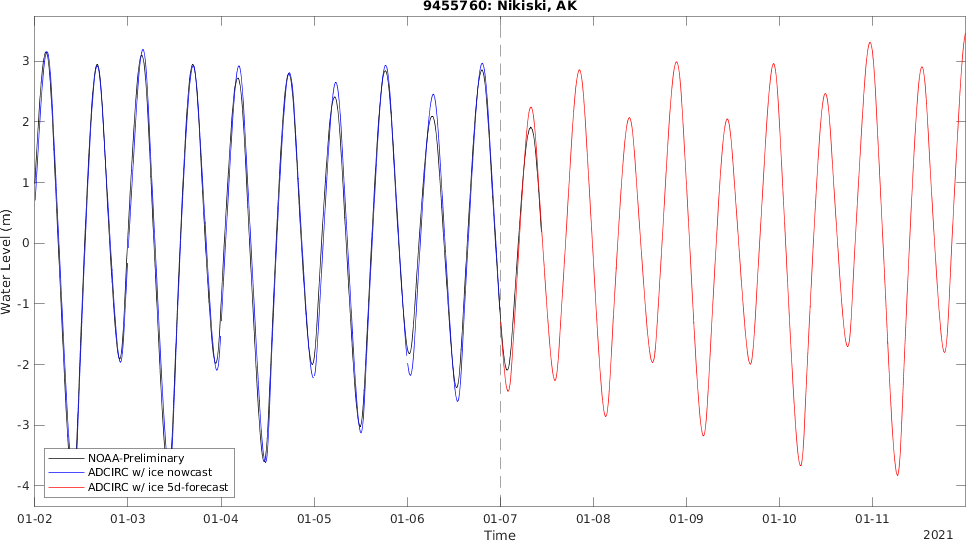 9455760: Nikiski, AK
Water Level (m)
3
2
1
0
-1
-2
-3
-4
NOAA-Preliminary
ADCIRC w/ ice nowcast
ADCIRC w/ ice 5d-forecast
01-02 01-03 01-04 01-05 01-06 01-07 01-08 01-09 01-10 01-11
Time
2021